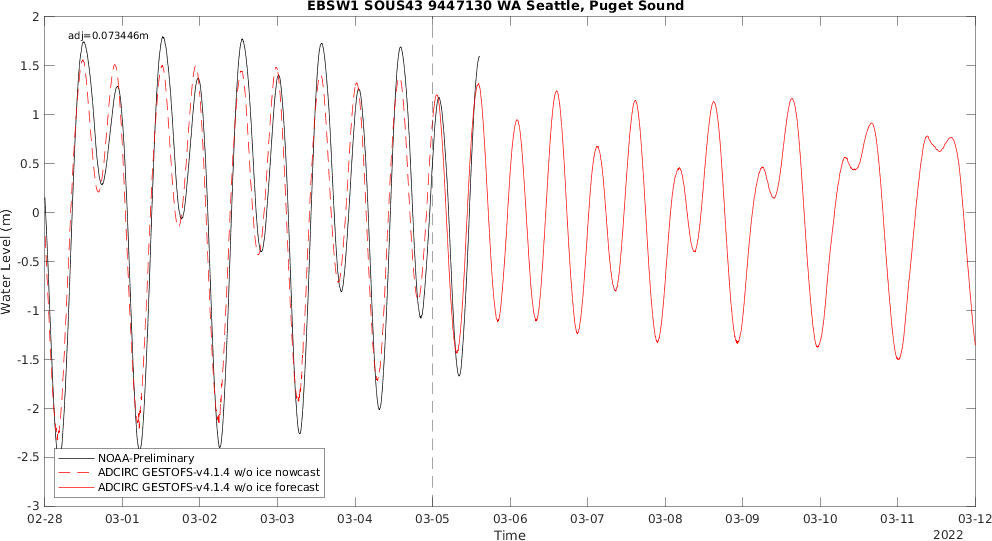 EBSW1 SOUS43 9447130 WA Seattle, Puget Sound
adj=0.073446m
2
1.5
1
0.5
0
-0.5
-1
-1.5
-2
-2.5
-3
Water Level (m)
NOAA-Preliminary
ADCIRC GESTOFS-v4.1.4 w/o ice nowcast
ADCIRC GESTOFS-v4.1.4 w/o ice forecast
02-28 03-01 03-02 03-03 03-04 03-05 03-06 03-07 03-08 03-09 03-10 03-11 03-12
Time
2022